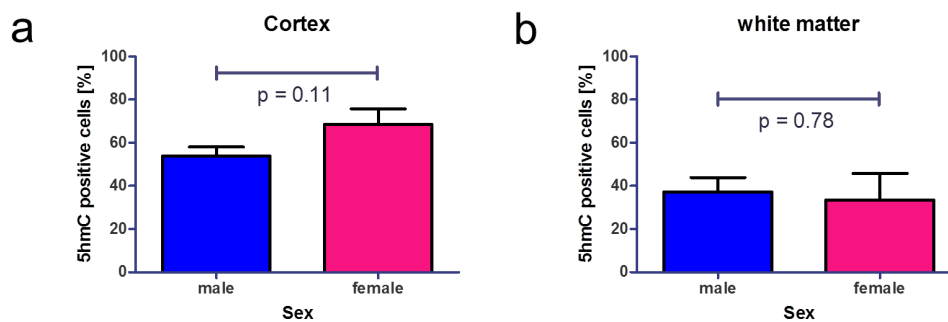 a
Cortex
5hmC positive cells [%]
100
80
60
40
20
0
p = 0.11
male
female
Sex
b
white matter
5hmC positive cells [%]
100
80
60
40
20
0
p = 0.78
male
female
Sex